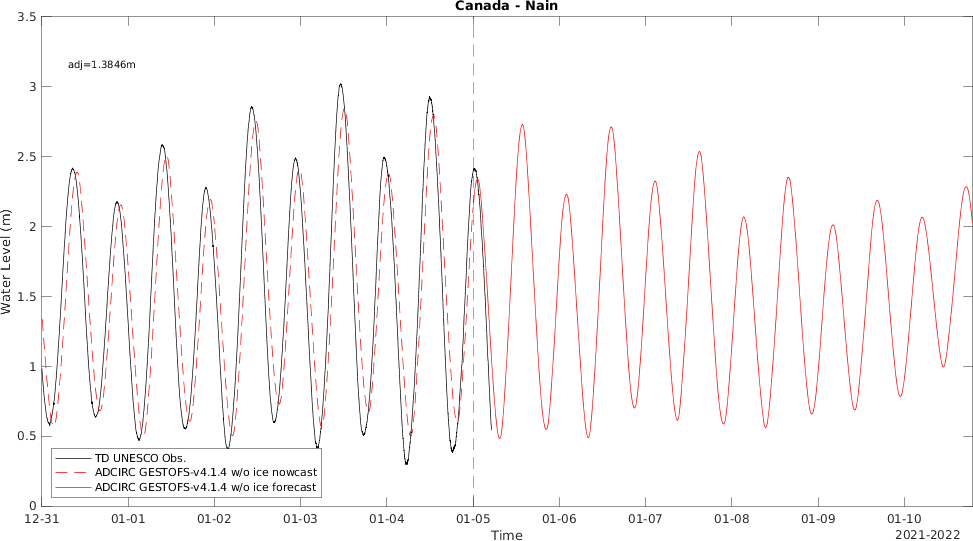 Canada - Nain
3.5
adj=1.3846m
3
2.5
2
Water Level (m)
1.5
1
0.5
TD UNESCO Obs.
ADCIRC GESTOFS-v4.1.4 w/o ice nowcast
ADCIRC GESTOFS-v4.1.4 w/o ice forecast
0
12-31 01-01 01-02 01-03 01-04 01-05 01-06 01-07 01-08 01-09 01-10
Time
2021-2022